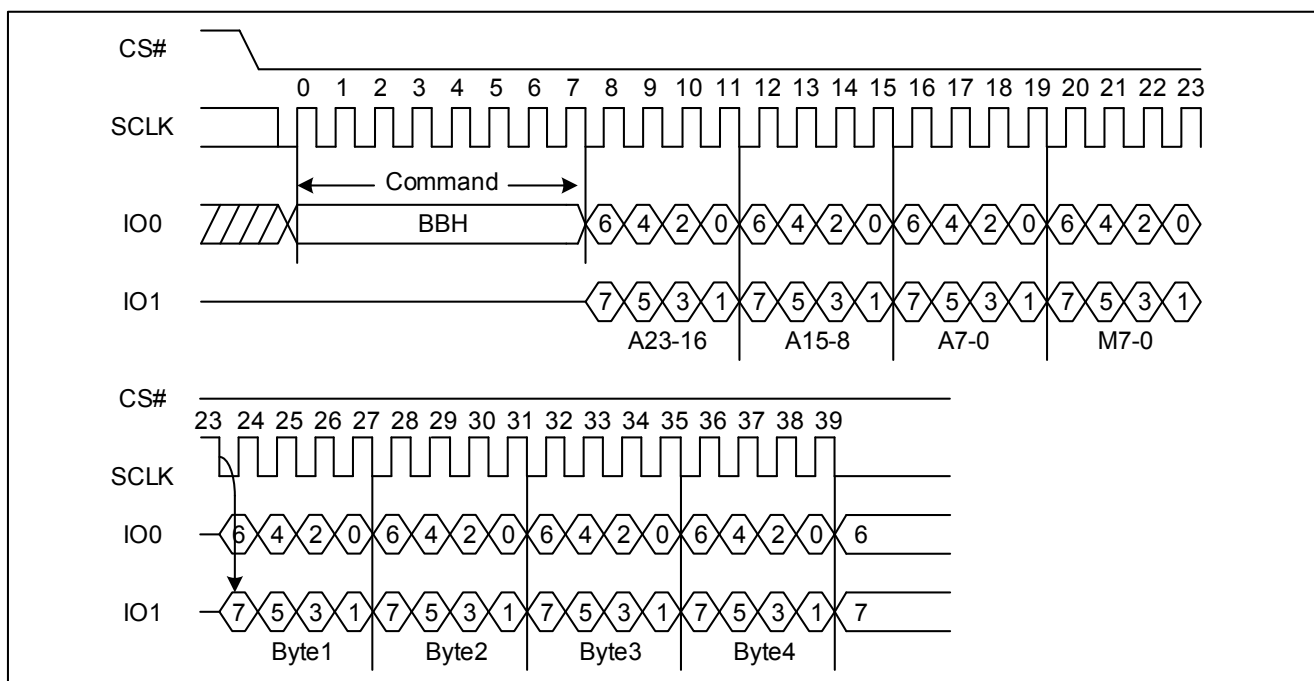 CS#
0 1 2 3 4 5 6 7 8 9 10 11 12 13 14 15 16 17 18 19 20 21 22 23
SCLK
Command
IO0 BBH 6 4 2 0 6 4 2 0 6 4 2 0 6 4 2 0
IO1 7 5 3 1 7 5 3 1 7 5 3 1 7 5 3 1
A23-16 A15-8 A7-0 M7-0
CS#
23 24 25 26 27 28 29 30 31 32 33 34 35 36 37 38 39
SCLK
IO0 6 4 2 0 6 4 2 0 6 4 2 0 6 4 2 0 6
IO1 7 5 3 1 7 5 3 1 7 5 3 1 7 5 3 1 7
Byte1 Byte2 Byte3 Byte4